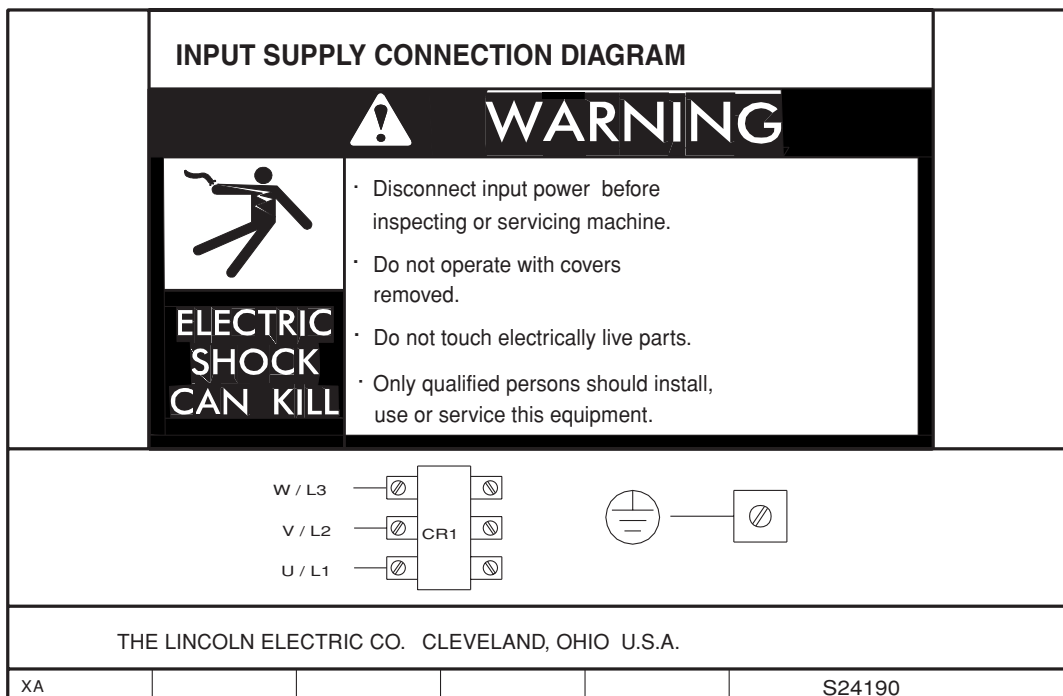 INPUT SUPPLY CONNECTION DIAGRAM
WARNING
ELECTRIC
SHOCK
CAN KILL
· Disconnect input power before
inspecting or servicing machine.
· Do not operate with covers
removed.
· Do not touch electrically live parts.
· Only qualified persons should install,
use or service this equipment.
W / L3
V / L2
CR1
U / L1
THE LINCOLN ELECTRIC CO. CLEVELAND, OHIO U.S.A.
XA
S24190